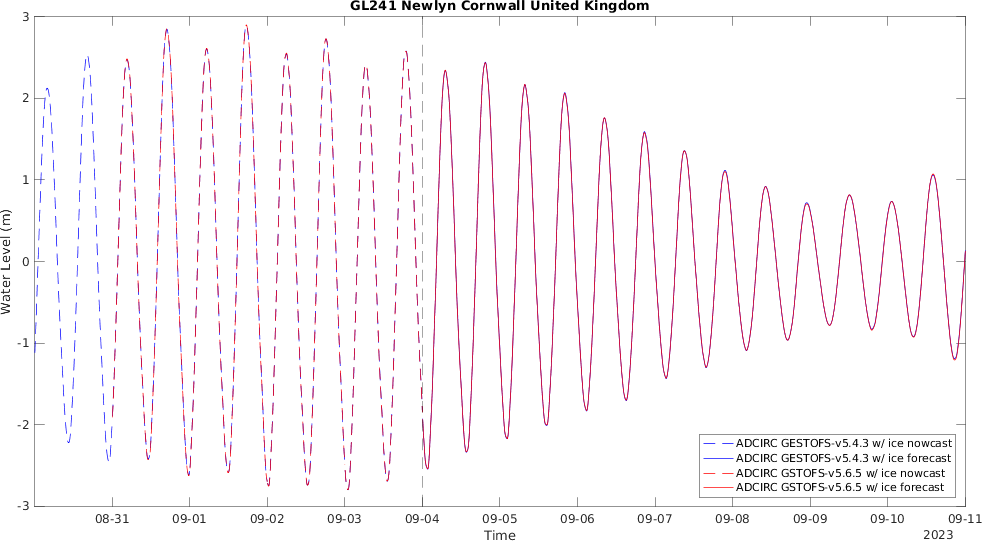 GL241 Newlyn Cornwall United Kingdom
3
2
1
0
-1
-2
-3
Water Level (m)
ADCIRC GESTOFS-v5.4.3 w/ ice nowcast
ADCIRC GESTOFS-v5.4.3 w/ ice forecast
ADCIRC GSTOFS-v5.6.5 w/ ice nowcast
ADCIRC GSTOFS-v5.6.5 w/ ice forecast
08-31 09-01 09-02 09-03 09-04 09-05 09-06 09-07 09-08 09-09 09-10 09-11
Time
2023